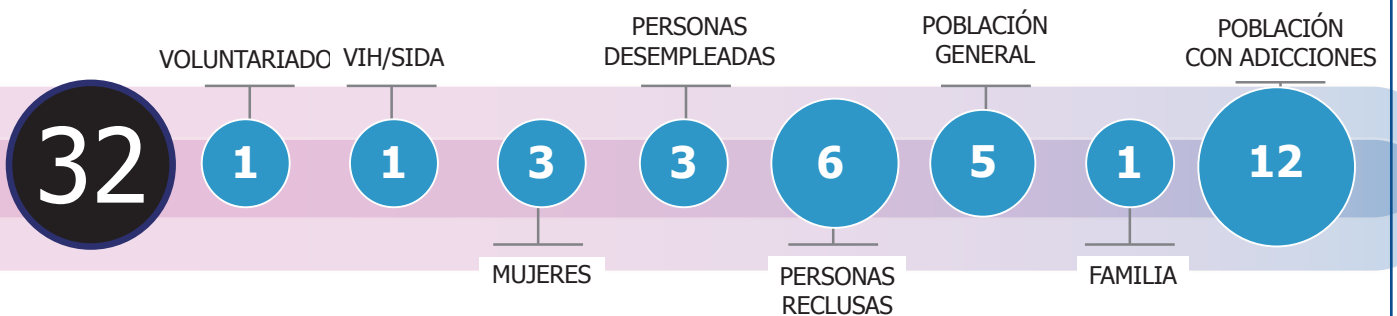 32
VOLUNTARIADO
1
VIH/SIDA
1
3
MUJERES
PERSONAS
DESEMPLEADAS
3
6
PERSONAS
RECLUSAS
POBLACIÓN
GENERAL
5
1
FAMILIA
POBLACIÓN
CON ADICCIONES
12